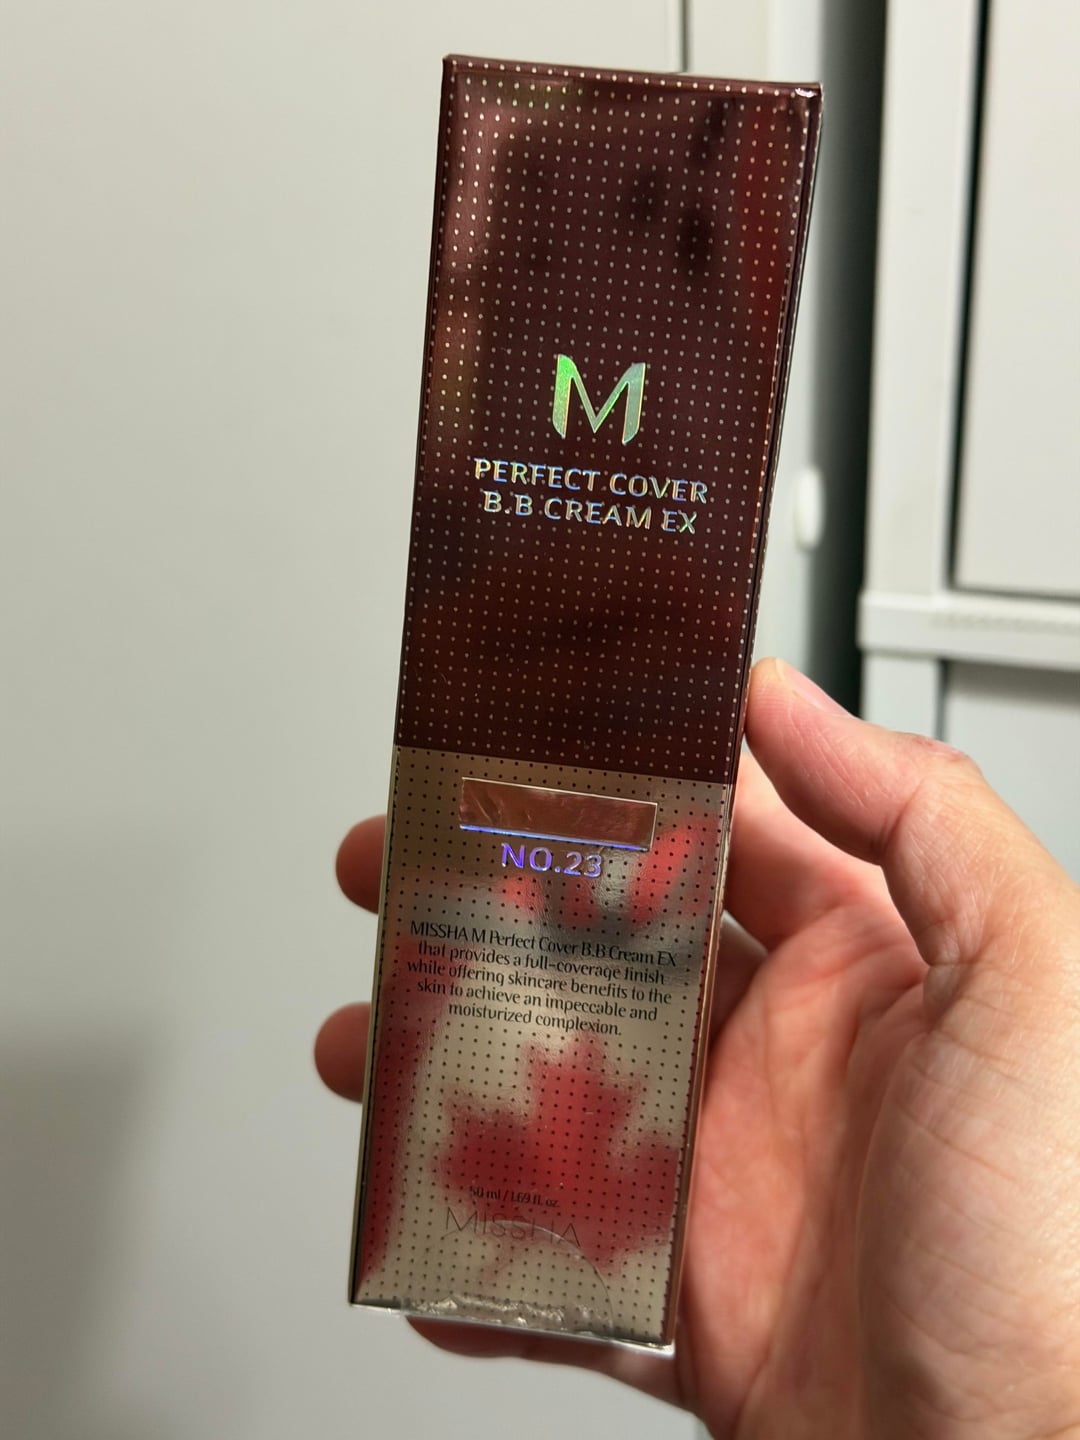 M
PERFECT COVER
B.B CREAM EX
NO.23
MISSHA M Perfect Cover B.B Cream EX
that provides a full-coverage finish
while offering skincare benefits to the
skin to achieve an impeccable and
moisturized complexion.
50 ml / 1.69 fl. oz.
MISSHA